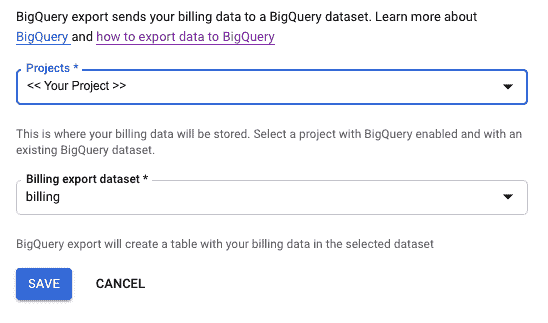 BigQuery export sends your billing data to a BigQuery dataset. Learn more about
BigQuery and how to export data to BigQuery
Projects *
<< Your Project >>
This is where your billing data will be stored. Select a project with BigQuery enabled and with an
existing BigQuery dataset.
Billing export dataset *
billing
BigQuery export will create a table with your billing data in the selected dataset
SAVE CANCEL